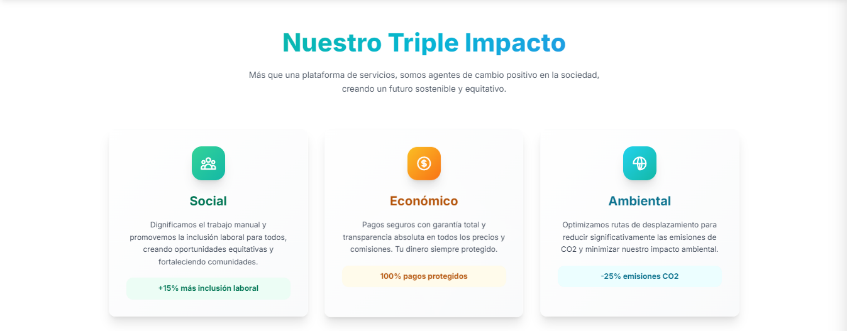 Nuestro Triple Impacto
Más que una plataforma de servicios, somos agentes de cambio positivo en la sociedad,
creando un futuro sostenible y equitativo.
Social
Dignificamos el trabajo manual y
promovemos la inclusión laboral para todos,
creando oportunidades equitativas y
fortaleciendo comunidades.
+15% más inclusión laboral
Económico
Pagos seguros con garantía total y
transparencia absoluta en todos los precios y
comisiones. Tu dinero siempre protegido.
100% pagos protegidos
Ambiental
Optimizamos rutas de desplazamiento para
reducir significativamente las emisiones de
CO2 y minimizar nuestro impacto ambiental.
-25% emisiones CO2